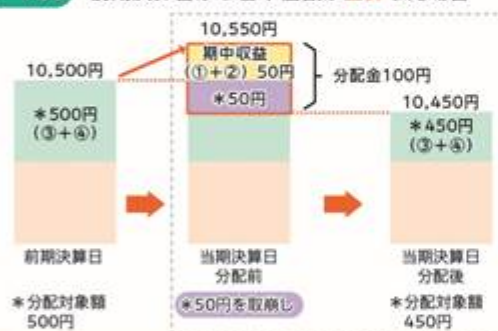 10,550円
期中収益
(①+②) 50円
＊50円
分配金100円
10,500円
＊500円
(③+④)
10,450円
＊450円
(③+④)
前期決算日
当期決算日
分配前
当期決算日
分配後
＊分配対象額
500円
＊50円を取崩し
＊分配対象額
450円